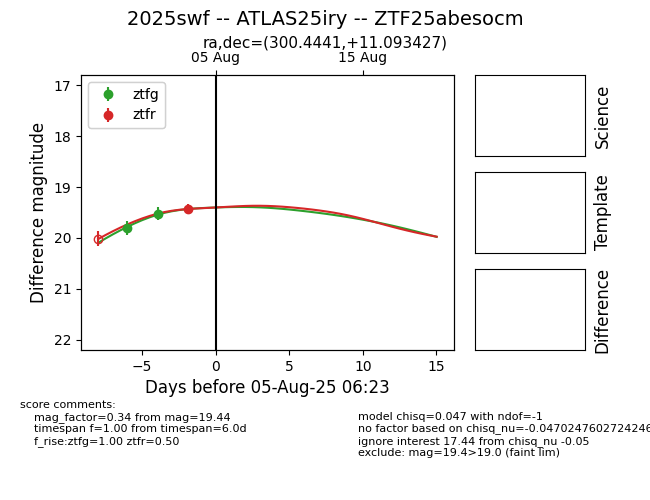 2025swf -- ATLAS25iry -- ZTF25abesocm
ra,dec=(300.4441,+11.093427)
05 Aug
15 Aug
ztfg
ztfr
17
18
19
20
21
22
Difference magnitude
−5
0
5
10
15
Days before 05-Aug-25 06:23
Science
Template
Difference
score comments:
mag_factor=0.34 from mag=19.44
timespan f=1.00 from timespan=6.0d
f_rise:ztfg=1.00 ztfr=0.50
model chisq=0.047 with ndof=-1
no factor based on chisq_nu=-0.0470247602724246
ignore interest 17.44 from chisq_nu -0.05
exclude: mag=19.4>19.0 (faint lim)